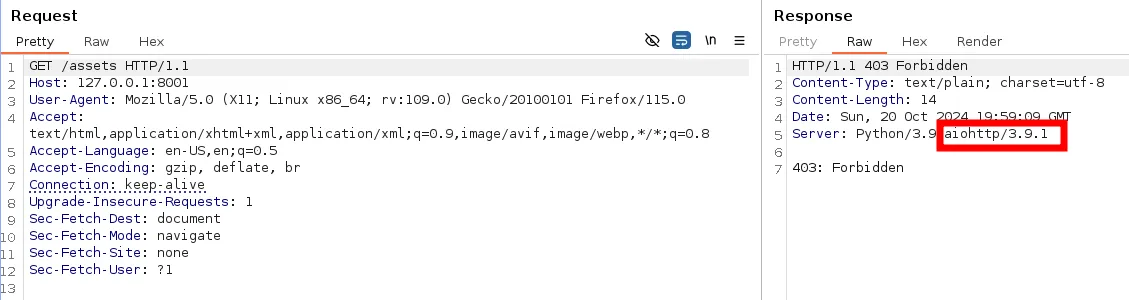 Request
Pretty Raw Hex
\n
1 GET /assets HTTP/1.1
2 Host: 127.0.0.1:8001
3 User-Agent: Mozilla/5.0 (X11; Linux x86_64; rv:109.0) Gecko/20100101 Firefox/115.0
4 Accept:
text/html,application/xhtml+xml,application/xml;q=0.9,image/avif,image/webp,*/*;q=0.8
5 Accept-Language: en-US,en;q=0.5
6 Accept-Encoding: gzip, deflate, br
7 Connection: keep-alive
8 Upgrade-Insecure-Requests: 1
9 Sec-Fetch-Dest: document
10 Sec-Fetch-Mode: navigate
11 Sec-Fetch-Site: none
12 Sec-Fetch-User: ?1
13
Response
Pretty Raw Hex Render
1 HTTP/1.1 403 Forbidden
2 Content-Type: text/plain; charset=utf-8
3 Content-Length: 14
4 Date: Sun, 20 Oct 2024 19:59:09 GMT
5 Server: Python/3.9 aiohttp/3.9.1
6
7 403: Forbidden